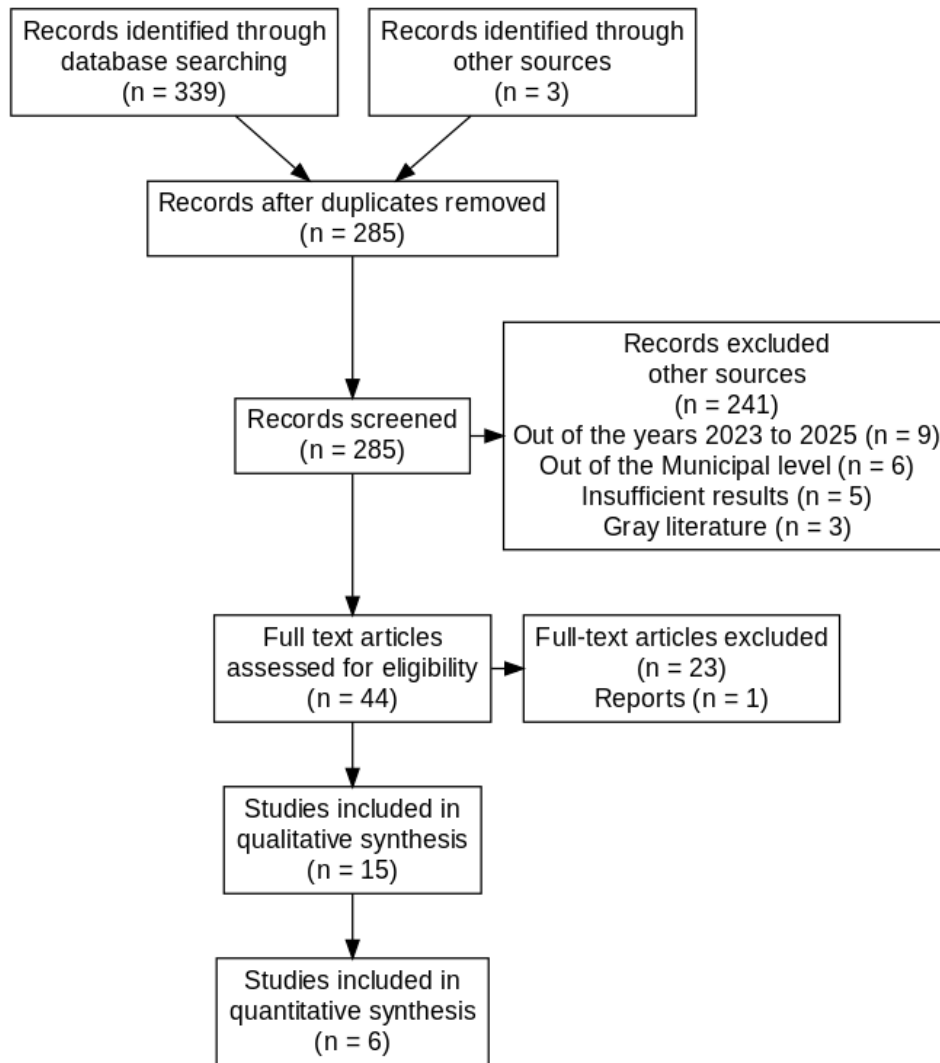 Records identified through
database searching
(n = 339)
Records identified through
other sources
(n = 3)
Records after duplicates removed
(n = 285)
Records screened
(n = 285)
Records excluded
other sources
(n = 241)
Out of the years 2023 to 2025 (n = 9)
Out of the Municipal level (n = 6)
Insufficient results (n = 5)
Gray literature (n = 3)
Full text articles
assessed for eligibility
(n = 44)
Full-text articles excluded
(n = 23)
Reports (n = 1)
Studies included in
qualitative synthesis
(n = 15)
Studies included in
quantitative synthesis
(n = 6)